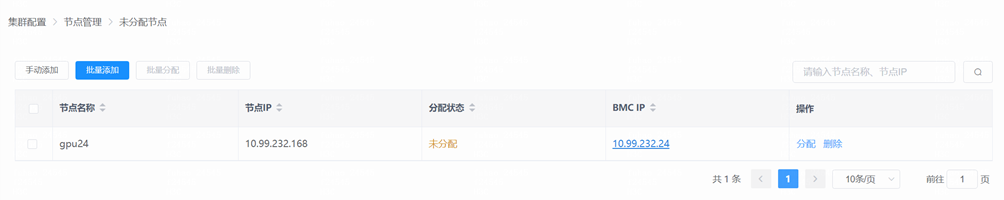 集群配置 > 节点管理 > 未分配节点
手动添加 批量添加 批量分配 批量删除 请输入节点名称、节点IP
节点名称 节点IP 分配状态 BMC IP 操作
gpu24 10.99.232.168 未分配 10.99.232.24 分配 删除
共 1 条 < 1 > 10条/页 前往 1 页